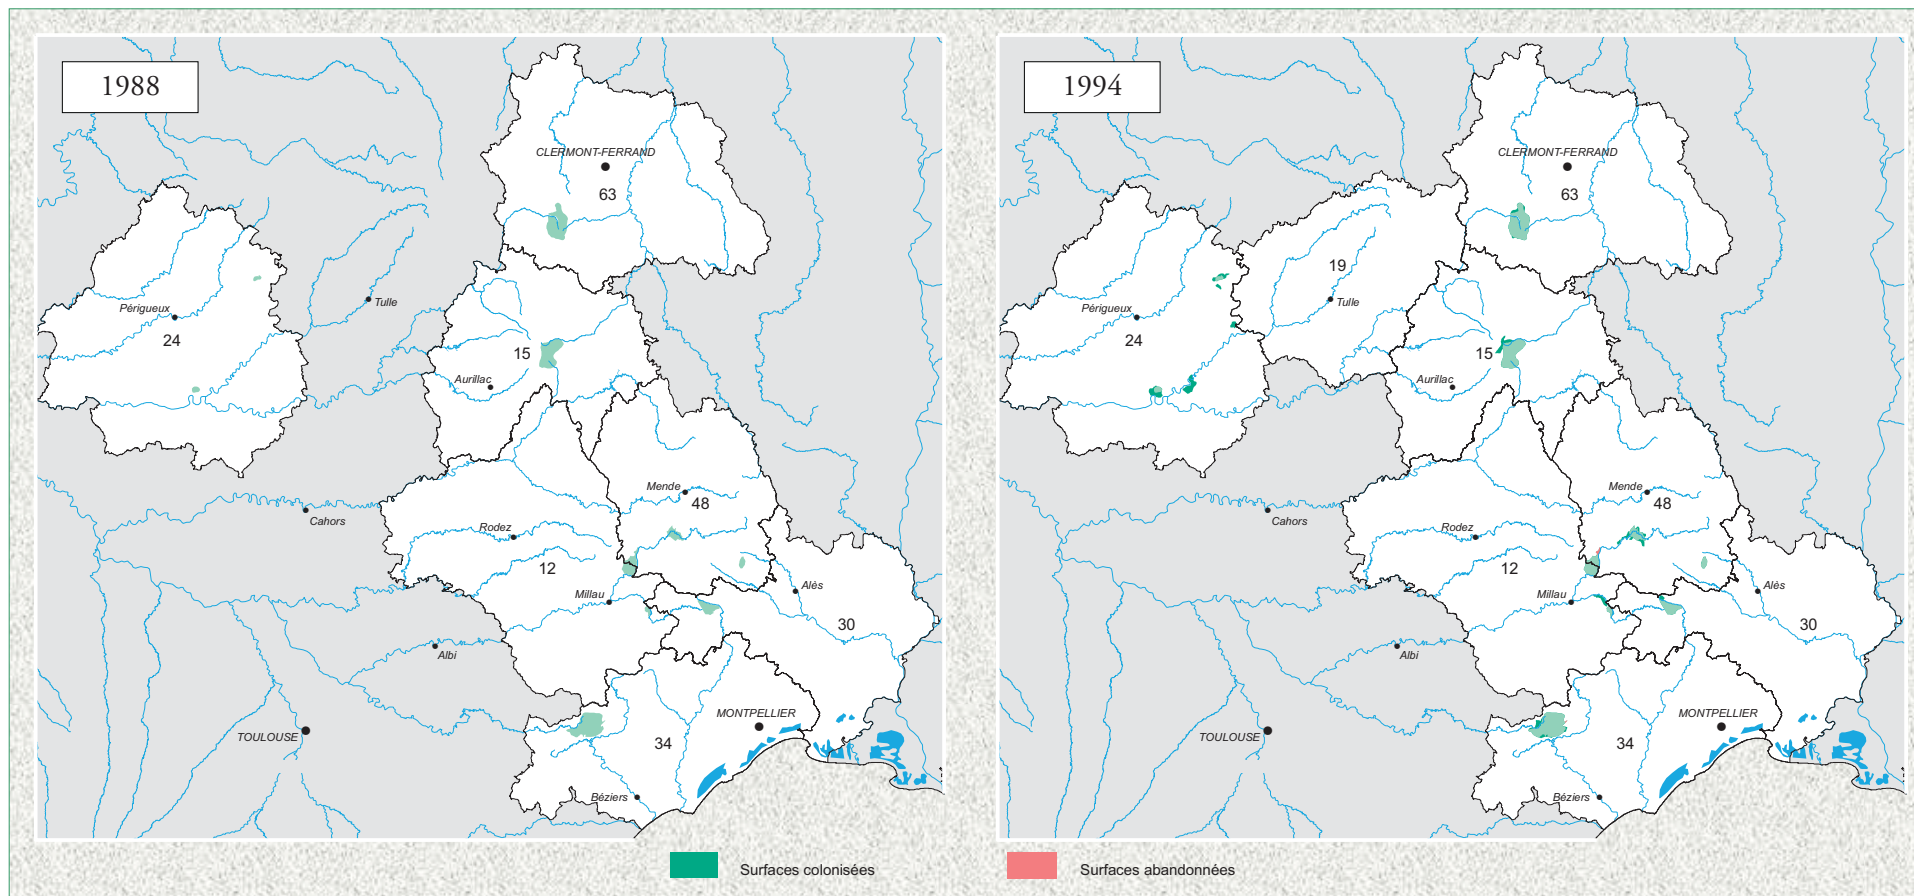 1988
CLERMONT-FERRAND
63
Périgueux
24
Tulle
15
Aurillac
Mende
48
Cahors
Rodez
12
Millau
Alès
30
Albi
TOULOUSE
MONTPELLIER
34
Béziers
1994
CLERMONT-FERRAND
63
19
Tulle
Périgueux
24
15
Aurillac
Mende
48
Cahors
Rodez
12
Millau
Alès
30
Albi
TOULOUSE
MONTPELLIER
34
Béziers
Surfaces colonisées
Surfaces abandonnées